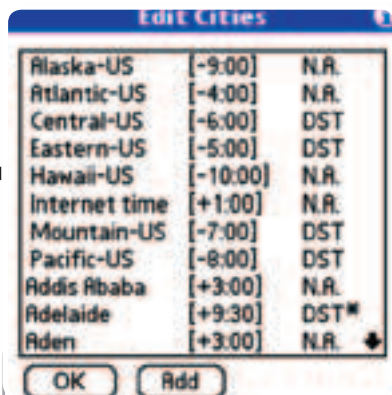 Edit Cities
Alaska-US [-9:00] N.A.
Atlantic-US [-4:00] N.A.
Central-US [-6:00] DST
Eastern-US [-5:00] DST
Hawaii-US [-10:00] N.A.
Internet time [+1:00] N.A.
Mountain-US [-7:00] DST
Pacific-US [-8:00] DST
Addis Ababa [+3:00] N.A.
Adelaide [+9:30] DST*
Aden [+3:00] N.A.
OK Add